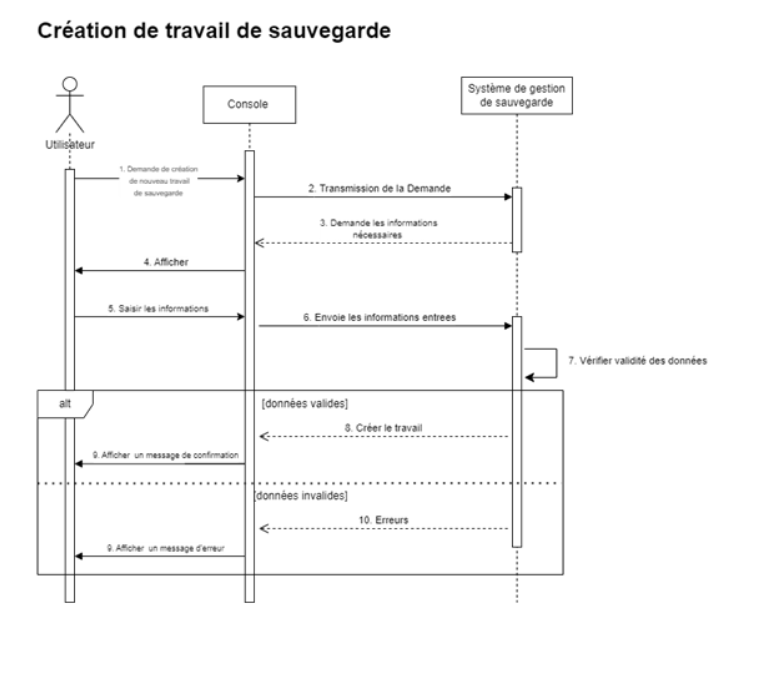 Création de travail de sauvegarde
Utilisateur
Console
Système de gestion
de sauvegarde
1. Demande de création
de nouveau travail
de sauvegarde
2. Transmission de la Demande
3. Demande les informations
nécessaires
4. Afficher
5. Saisir les informations
6. Envoie les informations entrees
7. Vérifier validité des données
alt
[données valides]
8. Créer le travail
9. Afficher un message de confirmation
[données invalides]
10. Erreurs
9. Afficher un message d'erreur